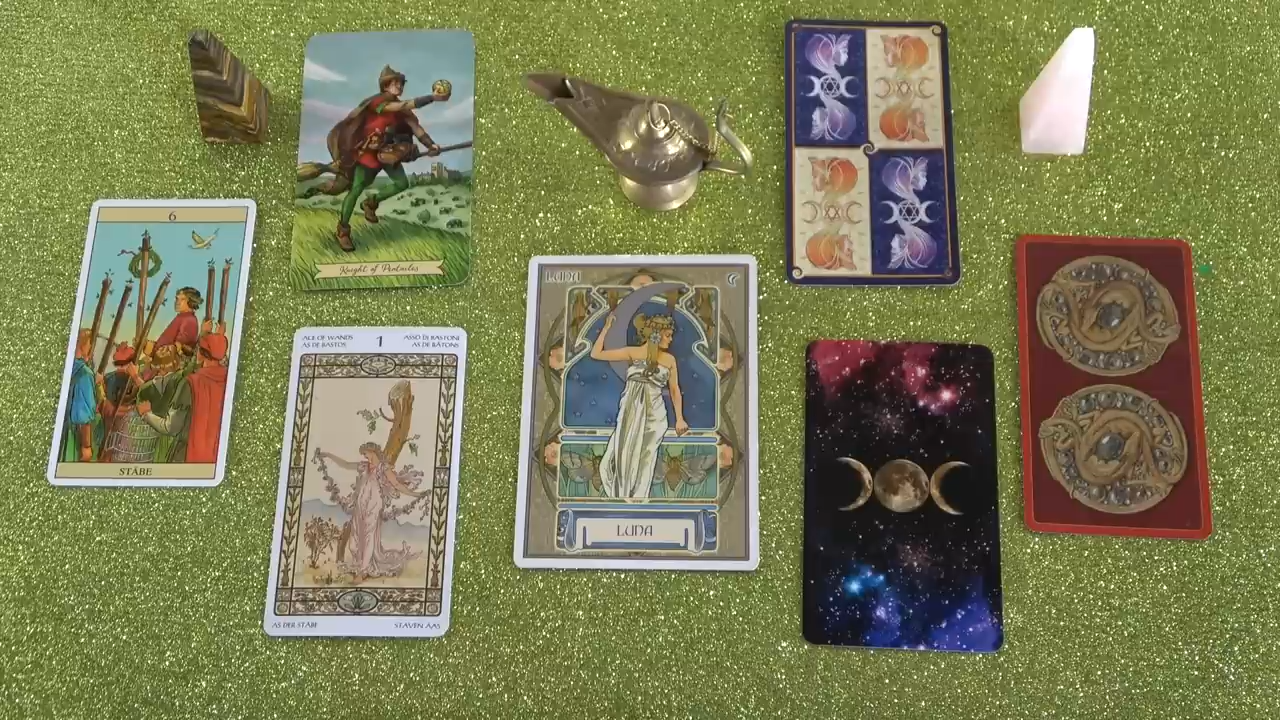 6
STÄBE
Knight of Pentacles
ACE OF WANDS
AS DE BASTOS
1
ASSO DI BASTONI
AS DE BÂTONS
AS DER STÄBE
STAVEN AAS
LUNA
LUNA